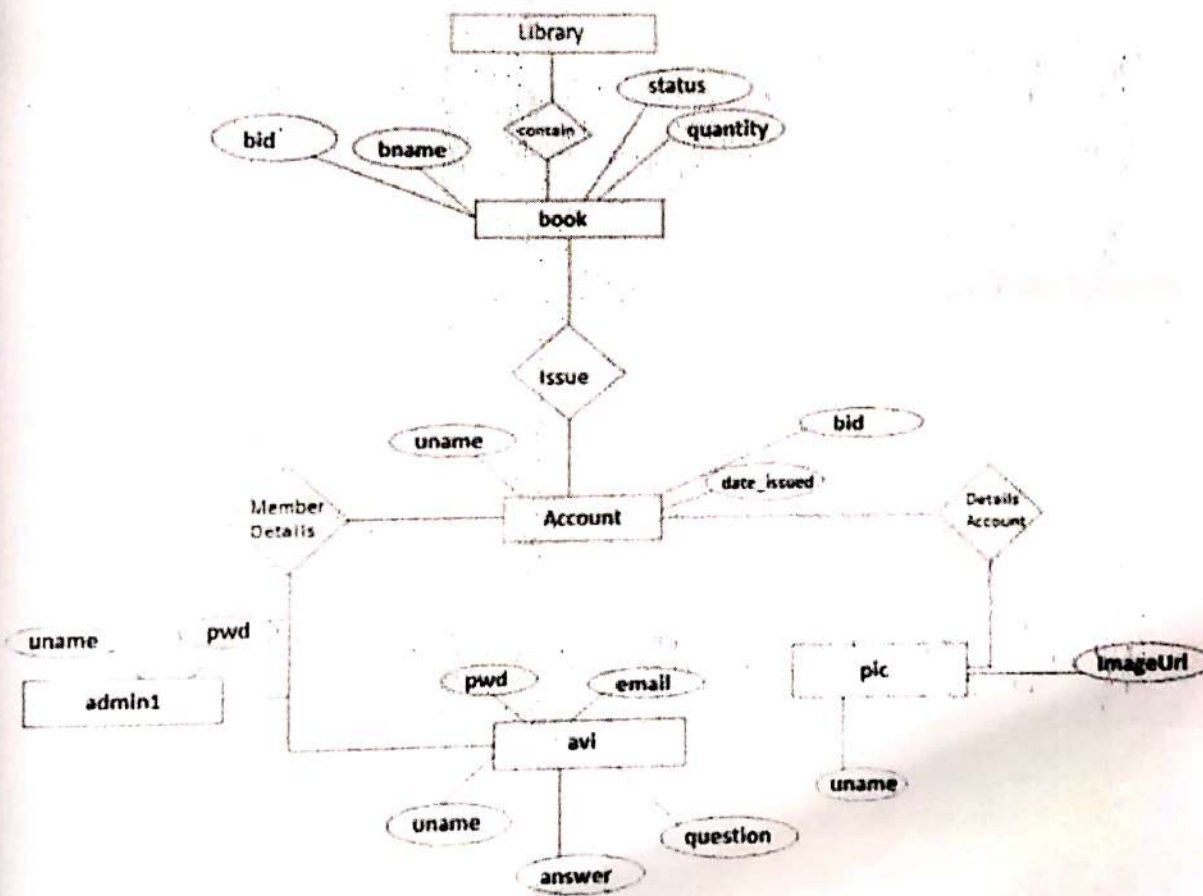 Library
status
contain
quantity
bid
bname
book
Issue
uname
bid
date_issued
Member
Details
Account
Details
Account
uname
pwd
admin1
pwd
email
avi
pic
ImageUrl
uname
uname
question
answer